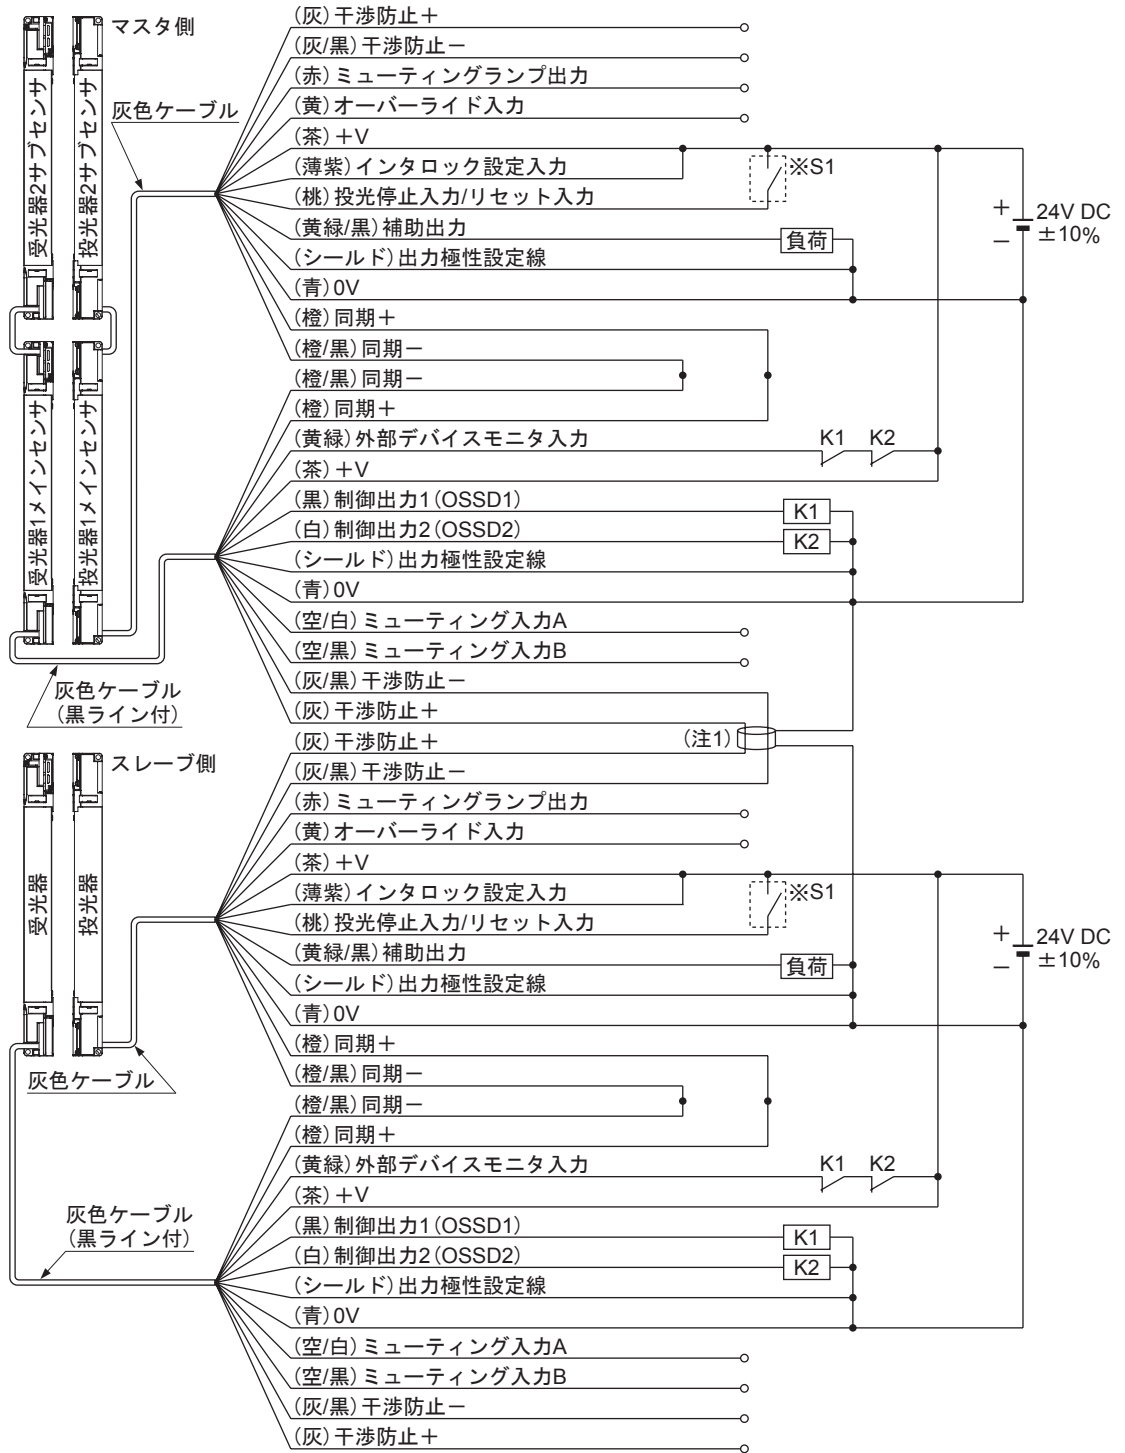 マスタ側
受光器2サブセンサ
投光器2サブセンサ
受光器1メインセンサ
投光器1メインセンサ
灰色ケーブル
(灰)干渉防止＋
(灰/黒)干渉防止－
(赤)ミューティングランプ出力
(黄)オーバーライド入力
(茶)＋V
(薄紫)インタロック設定入力
(桃)投光停止入力/リセット入力
(黄緑/黒)補助出力
(シールド)出力極性設定線
(青)0V
(橙)同期＋
(橙/黒)同期－
※S1
負荷
＋
－
24V DC
±10%
(橙/黒)同期－
(橙)同期＋
(黄緑)外部デバイスモニタ入力
K1 K2
(茶)＋V
(黒)制御出力1(OSSD1)
K1
(白)制御出力2(OSSD2)
K2
(シールド)出力極性設定線
(青)0V
(空/白)ミューティング入力A
(空/黒)ミューティング入力B
(灰/黒)干渉防止－
(灰)干渉防止＋
灰色ケーブル
(黒ライン付)
(注1)
スレーブ側
受光器
投光器
灰色ケーブル
(灰)干渉防止＋
(灰/黒)干渉防止－
(赤)ミューティングランプ出力
(黄)オーバーライド入力
(茶)＋V
(薄紫)インタロック設定入力
(桃)投光停止入力/リセット入力
(黄緑/黒)補助出力
(シールド)出力極性設定線
(青)0V
(橙)同期＋
(橙/黒)同期－
※S1
負荷
＋
－
24V DC
±10%
(橙/黒)同期－
(橙)同期＋
(黄緑)外部デバイスモニタ入力
K1 K2
(茶)＋V
(黒)制御出力1(OSSD1)
K1
(白)制御出力2(OSSD2)
K2
(シールド)出力極性設定線
(青)0V
(空/白)ミューティング入力A
(空/黒)ミューティング入力B
(灰/黒)干渉防止－
(灰)干渉防止＋
灰色ケーブル
(黒ライン付)